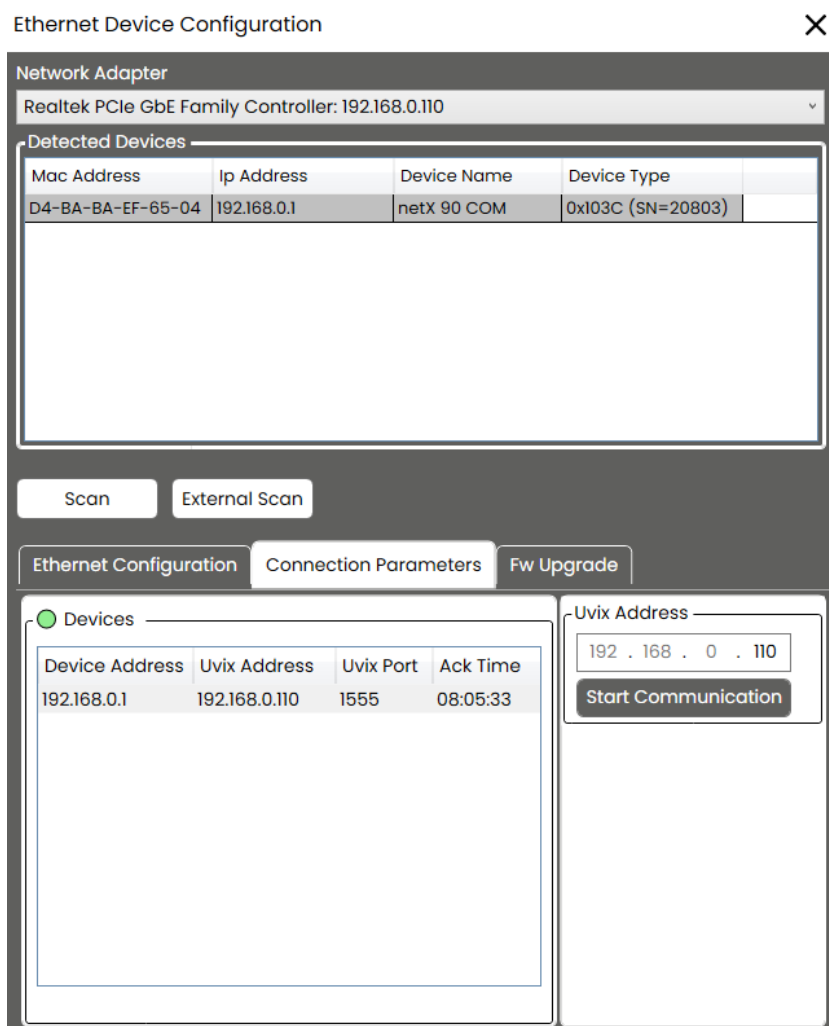 Ethernet Device Configuration
Network Adapter
Realtek PCIe GbE Family Controller: 192.168.0.110
Detected Devices
Mac Address Ip Address Device Name Device Type
D4-BA-BA-EF-65-04 192.168.0.1 netX 90 COM 0x103C (SN=20803)
Scan External Scan
Ethernet Configuration Connection Parameters Fw Upgrade
Devices
Device Address Uvix Address Uvix Port Ack Time
192.168.0.1 192.168.0.110 1555 08:05:33
Uvix Address
192 . 168 . 0 . 110
Start Communication